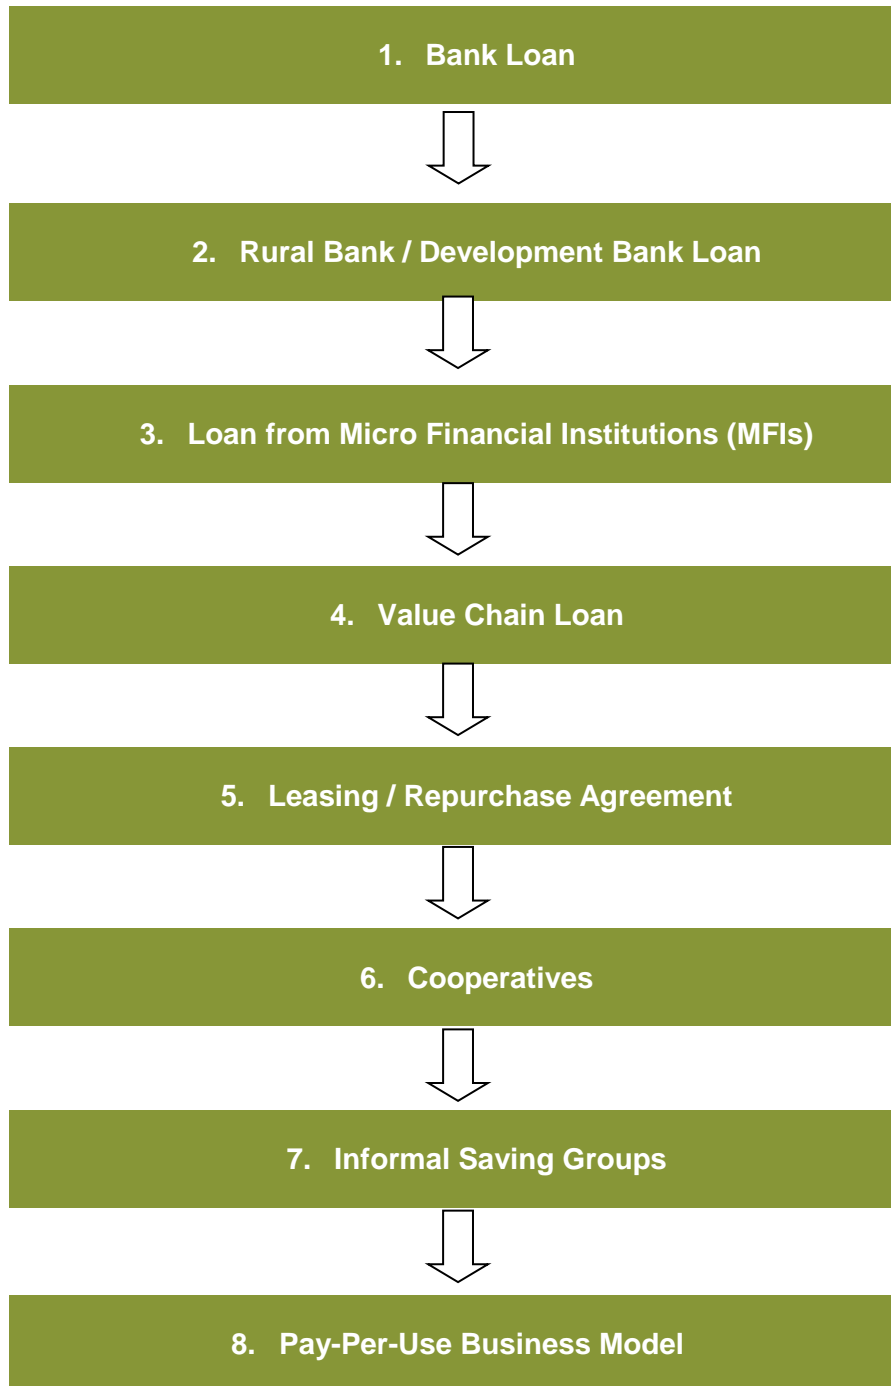 1. Bank Loan
2. Rural Bank / Development Bank Loan
3. Loan from Micro Financial Institutions (MFIs)
4. Value Chain Loan
5. Leasing / Repurchase Agreement
6. Cooperatives
7. Informal Saving Groups
8. Pay-Per-Use Business Model